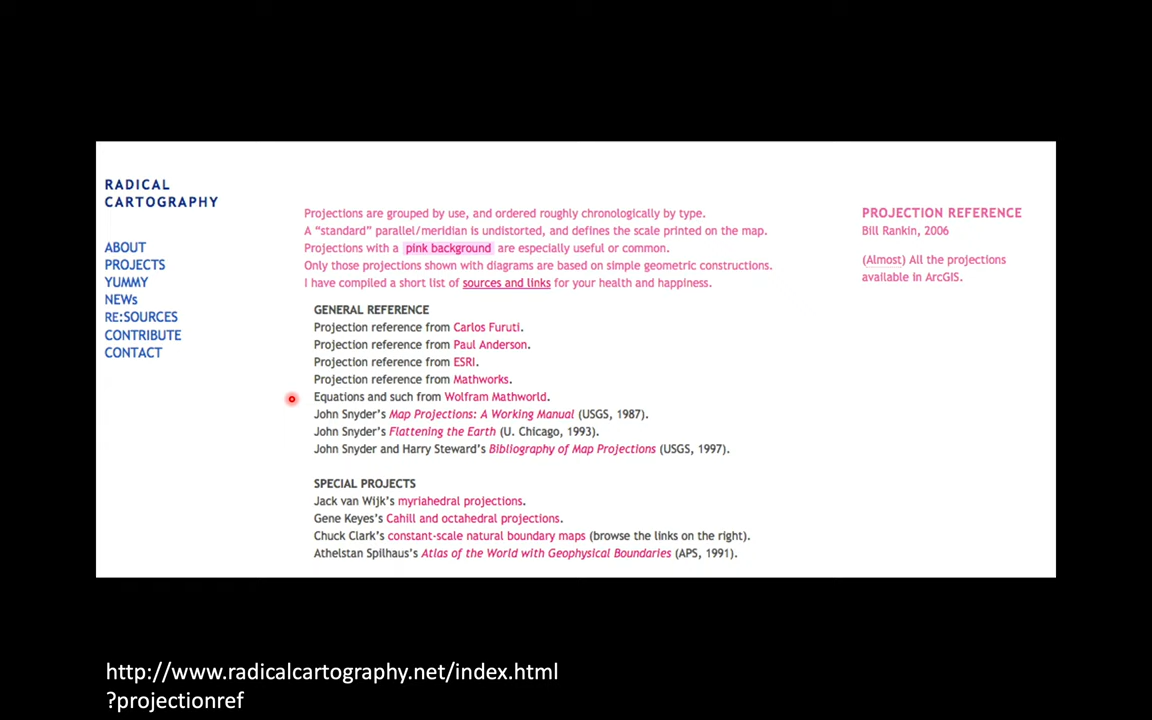 RADICAL
CARTOGRAPHY
ABOUT
PROJECTS
YUMMY
NEWs
RE:SOURCES
CONTRIBUTE
CONTACT
Projections are grouped by use, and ordered roughly chronologically by type.
A “standard” parallel/meridian is undistorted, and defines the scale printed on the map.
Projections with a pink background are especially useful or common.
Only those projections shown with diagrams are based on simple geometric constructions.
I have compiled a short list of sources and links for your health and happiness.
GENERAL REFERENCE
Projection reference from Carlos Furuti.
Projection reference from Paul Anderson.
Projection reference from ESRI.
Projection reference from Mathworks.
Equations and such from Wolfram Mathworld.
John Snyder’s Map Projections: A Working Manual (USGS, 1987).
John Snyder’s Flattening the Earth (U. Chicago, 1993).
John Snyder and Harry Steward’s Bibliography of Map Projections (USGS, 1997).
SPECIAL PROJECTS
Jack van Wijk’s myriahedral projections.
Gene Keyes’s Cahill and octahedral projections.
Chuck Clark’s constant-scale natural boundary maps (browse the links on the right).
Athelstan Spilhaus’s Atlas of the World with Geophysical Boundaries (APS, 1991).
PROJECTION REFERENCE
Bill Rankin, 2006
(Almost) All the projections
available in ArcGIS.
http://www.radicalcartography.net/index.html
?projectionref